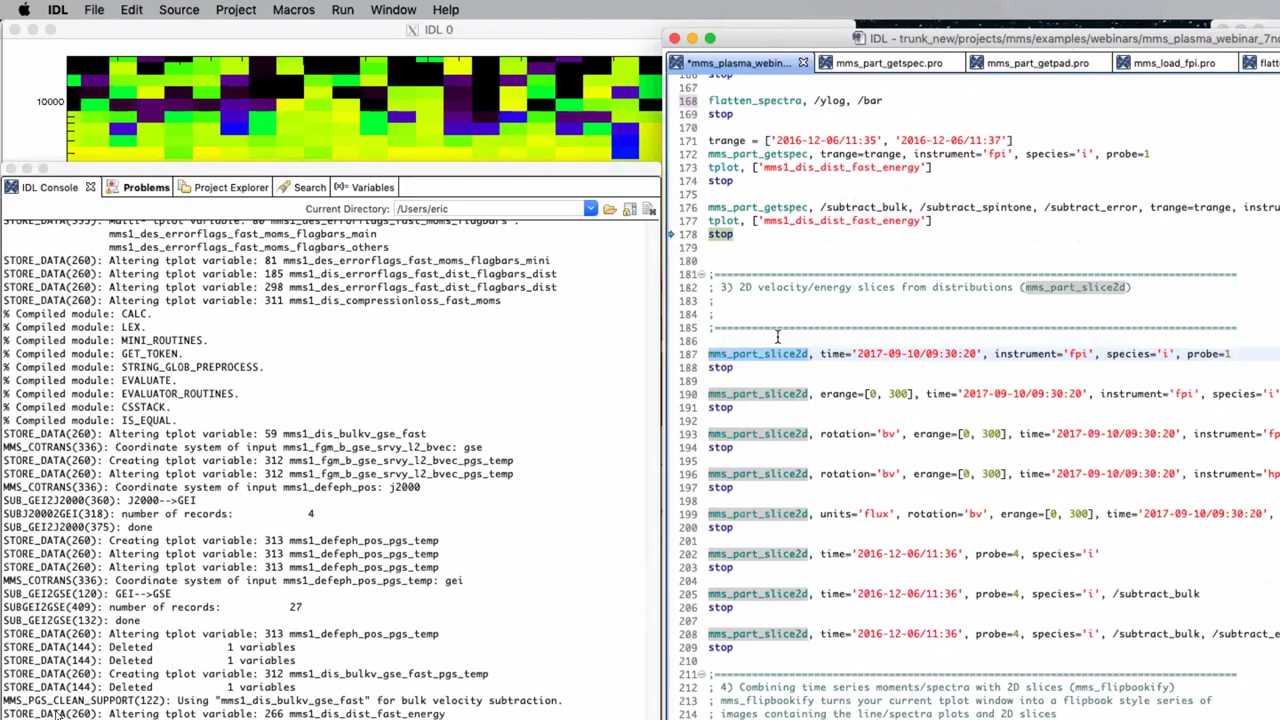 IDL File Edit Source Project Macros Run Window Help
IDL 0
10000
IDL Console Problems Project Explorer Search Variables
Current Directory: /Users/eric
mms1_des_errorflags_fast_moms_flagbars_main
mms1_des_errorflags_fast_moms_flagbars_others
STORE_DATA(260): Altering tplot variable: 81 mms1_des_errorflags_fast_moms_flagbars_mini
STORE_DATA(260): Altering tplot variable: 185 mms1_des_errorflags_fast_dist_flagbars_dist
STORE_DATA(260): Altering tplot variable: 298 mms1_des_errorflags_fast_dist_flagbars_dist
STORE_DATA(260): Altering tplot variable: 311 mms1_dis_compressionloss_fast_moms
% Compiled module: CALC.
% Compiled module: LEX.
% Compiled module: MINI_ROUTINES.
% Compiled module: GET_TOKEN.
% Compiled module: STRING_GLOB_PREPROCESS.
% Compiled module: EVALUATE.
% Compiled module: EVALUATOR_ROUTINES.
% Compiled module: CSSTACK.
% Compiled module: IS_EQUAL.
STORE_DATA(260): Altering tplot variable: 59 mms1_dis_bulkv_gse_fast
MMS_COTRANS(336): Coordinate system of input mms1_fgm_b_gse_srvy_l2_bvec: gse
STORE_DATA(260): Creating tplot variable: 312 mms1_fgm_b_gse_srvy_l2_bvec_pgs_temp
STORE_DATA(260): Altering tplot variable: 312 mms1_fgm_b_gse_srvy_l2_bvec_pgs_temp
MMS_COTRANS(336): Coordinate system of input mms1_defeph_pos: j2000
SUB_GEI2J2000(360): J2000-->GEI
SUBJ20002GEI(318): number of records: 4
SUB_GEI2J2000(375): done
STORE_DATA(260): Creating tplot variable: 313 mms1_defeph_pos_pgs_temp
STORE_DATA(260): Altering tplot variable: 313 mms1_defeph_pos_pgs_temp
STORE_DATA(260): Altering tplot variable: 313 mms1_defeph_pos_pgs_temp
MMS_COTRANS(336): Coordinate system of input mms1_defeph_pos_pgs_temp: gei
SUB_GEI2GSE(120): GEI-->GSE
SUBGEI2GSE(409): number of records: 27
SUB_GEI2GSE(132): done
STORE_DATA(260): Altering tplot variable: 313 mms1_defeph_pos_pgs_temp
STORE_DATA(144): Deleted 1 variables
STORE_DATA(144): Deleted 1 variables
STORE_DATA(260): Creating tplot variable: 312 mms1_dis_bulkv_gse_fast_pgs_temp
STORE_DATA(144): Deleted 1 variables
MMS_PGS_CLEAN_SUPPORT(122): Using "mms1_dis_bulkv_gse_fast" for bulk velocity subtraction.
STORE_DATA(260): Altering tplot variable: 266 mms1_dis_dist_fast_energy
IDL - trunk_new/projects/mms/examples/webinars/mms_plasma_webinar_7n
*mms_plasma_webin... mms_part_getspec.pro mms_part_getpad.pro mms_load_fpi.pro flatt
167
168 flatten_spectra, /ylog, /bar
169 stop
170
171 trange = ['2016-12-06/11:35', '2016-12-06/11:37']
172 mms_part_getspec, trange=trange, instrument='fpi', species='i', probe=1
173 tplot, ['mms1_dis_dist_fast_energy']
174 stop
175
176 mms_part_getspec, /subtract_bulk, /subtract_spintone, /subtract_error, trange=trange, instru
177 tplot, ['mms1_dis_dist_fast_energy']
178 stop
179
180
181 ;=========================================================================
182 ; 3) 2D velocity/energy slices from distributions (mms_part_slice2d)
183 ;
184 ;
185 ;=========================================================================
186
187 mms_part_slice2d, time='2017-09-10/09:30:20', instrument='fpi', species='i', probe=1
188 stop
189
190 mms_part_slice2d, erange=[0, 300], time='2017-09-10/09:30:20', instrument='fpi', species='i'
191 stop
192
193 mms_part_slice2d, rotation='bv', erange=[0, 300], time='2017-09-10/09:30:20', instrument='fp
194 stop
195
196 mms_part_slice2d, rotation='bv', erange=[0, 300], time='2017-09-10/09:30:20', instrument='hp
197 stop
198
199 mms_part_slice2d, units='flux', rotation='bv', erange=[0, 300], time='2017-09-10/09:30:20',
200 stop
201
202 mms_part_slice2d, time='2016-12-06/11:36', probe=4, species='i'
203 stop
204
205 mms_part_slice2d, time='2016-12-06/11:36', probe=4, species='i', /subtract_bulk
206 stop
207
208 mms_part_slice2d, time='2016-12-06/11:36', probe=4, species='i', /subtract_bulk, /subtract_e
209 stop
210
211 ;=========================================================================
212 ; 4) Combining time series moments/spectra with 2D slices (mms_flipbookify)
213 ; mms_flipbookify turns your current tplot window into a flipbook style series of
214 ; images containing the line/spectra plots and 2D slices